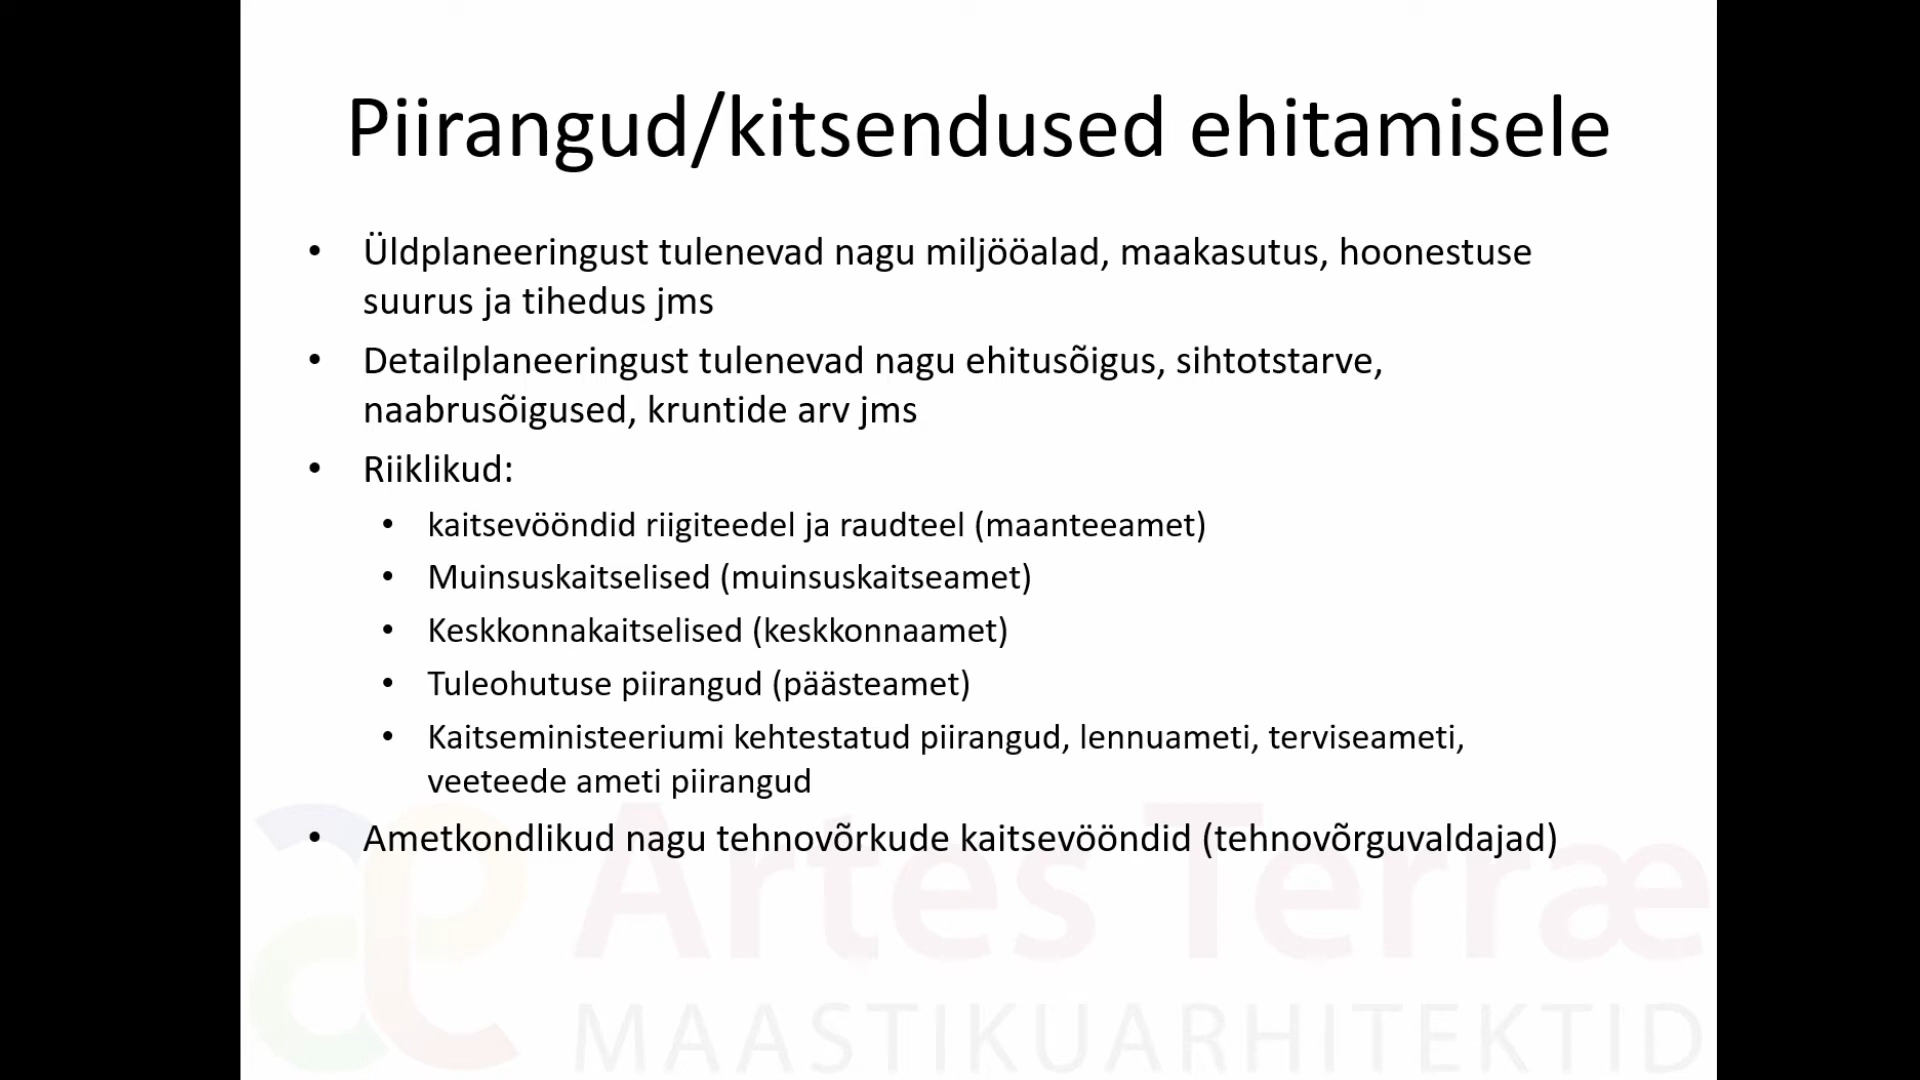 Piirangud/kitsendused ehitamisele
• Üldplaneeringust tulenevad nagu miljööalad, maakasutus, hoonestuse
suurus ja tihedus jms
• Detailplaneeringust tulenevad nagu ehitusõigus, sihtotstarve,
naabrusõigused, kruntide arv jms
• Riiklikud:
• kaitsevööndid riigiteedel ja raudteel (maanteeamet)
• Muinsuskaitselised (muinsuskaitseamet)
• Keskkonnakaitselised (keskkonnaamet)
• Tuleohutuse piirangud (päästeamet)
• Kaitseministeeriumi kehtestatud piirangud, lennuameti, terviseameti,
veeteede ameti piirangud
• Ametkondlikud nagu tehnovõrkude kaitsevööndid (tehnovõrguvaldajad)
Artes Terræ
MAASTIKUARHITEKTID